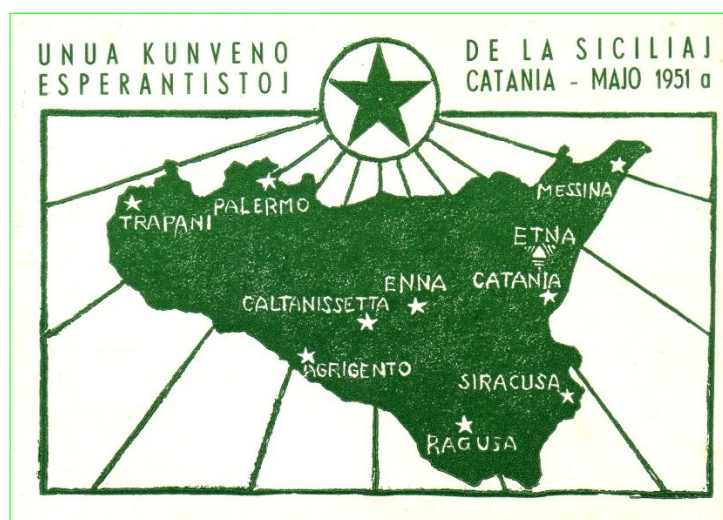 UNUA KUNVENO DE LA SICILIAJ
ESPERANTISTOJ CATANIA - MAJO 1951 a
MESSINA
PALERMO
TRAPANI
ETNA
ENNA
CATANIA
CALTANISSETTA
AGRIGENTO
SIRACUSA
RAGUSA